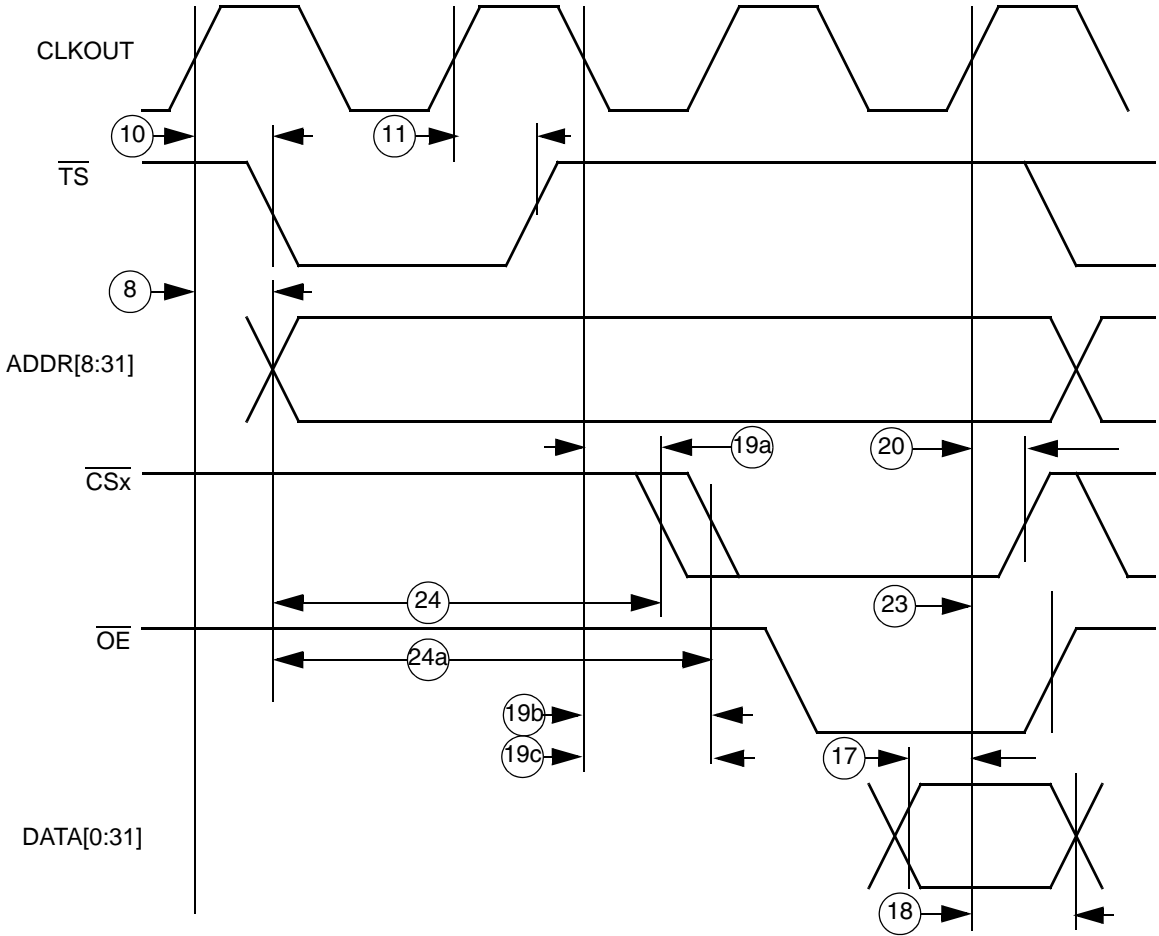 CLKOUT
10
11
TS
8
ADDR[8:31]
19a
20
CSx
24
23
OE
24a
19b
19c
17
DATA[0:31]
18